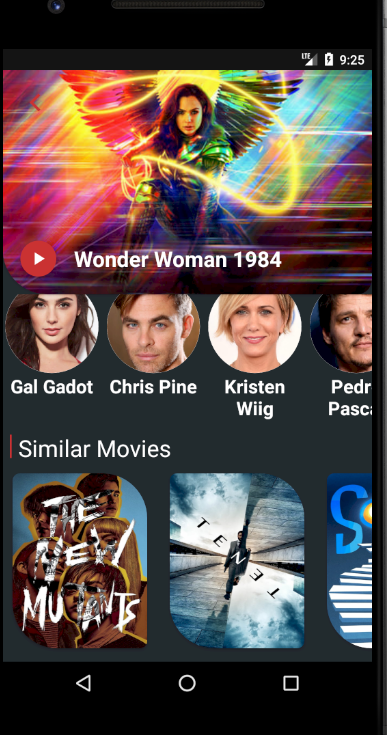 LTE 9:25
Wonder Woman 1984
Gal Gadot
Chris Pine
Kristen
Wiig
Pedr
Pasca
Similar Movies
THE
NEW
MUTANTS
TENET
SO